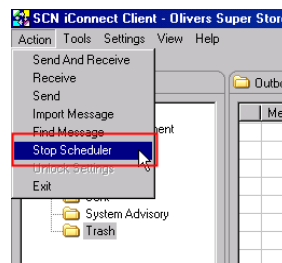 SCN iConnect Client - Olivers Super Store
Action Tools Settings View Help
Send And Receive
Receive
Send
Import Message
Find Message
Stop Scheduler
Unlock Settings
Exit
System Advisory
Trash